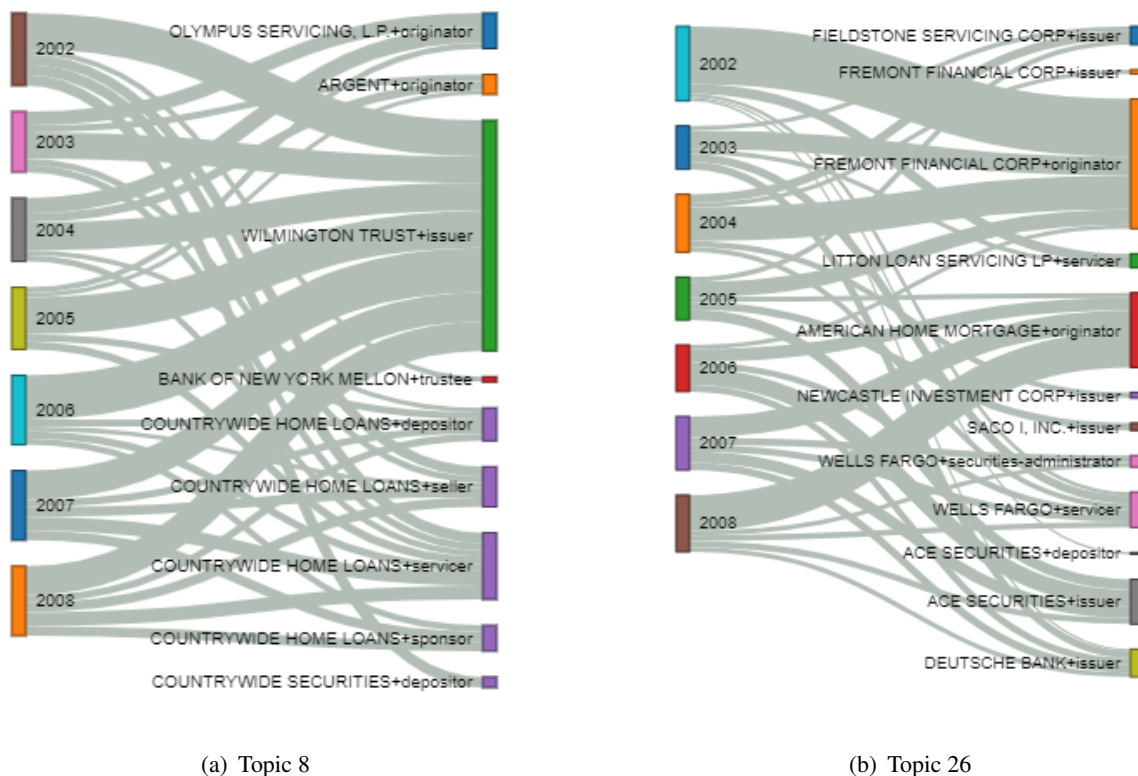 2002
2003
2004
2005
2006
2007
2008
OLYMPUS SERVICING, L.P.+originator
ARGENT+originator
WILMINGTON TRUST+issuer
BANK OF NEW YORK MELLON+trustee
COUNTRYWIDE HOME LOANS+depositor
COUNTRYWIDE HOME LOANS+seller
COUNTRYWIDE HOME LOANS+servicer
COUNTRYWIDE HOME LOANS+sponsor
COUNTRYWIDE SECURITIES+depositor
(a) Topic 8
2002
2003
2004
2005
2006
2007
2008
FIELDSTONE SERVICING CORP+issuer
FREMONT FINANCIAL CORP+issuer
FREMONT FINANCIAL CORP+originator
LITTON LOAN SERVICING LP+servicer
AMERICAN HOME MORTGAGE+originator
NEWCASTLE INVESTMENT CORP+issuer
SACO I, INC.+issuer
WELLS FARGO+securities-administrator
WELLS FARGO+servicer
ACE SECURITIES+depositor
ACE SECURITIES+issuer
DEUTSCHE BANK+issuer
(b) Topic 26